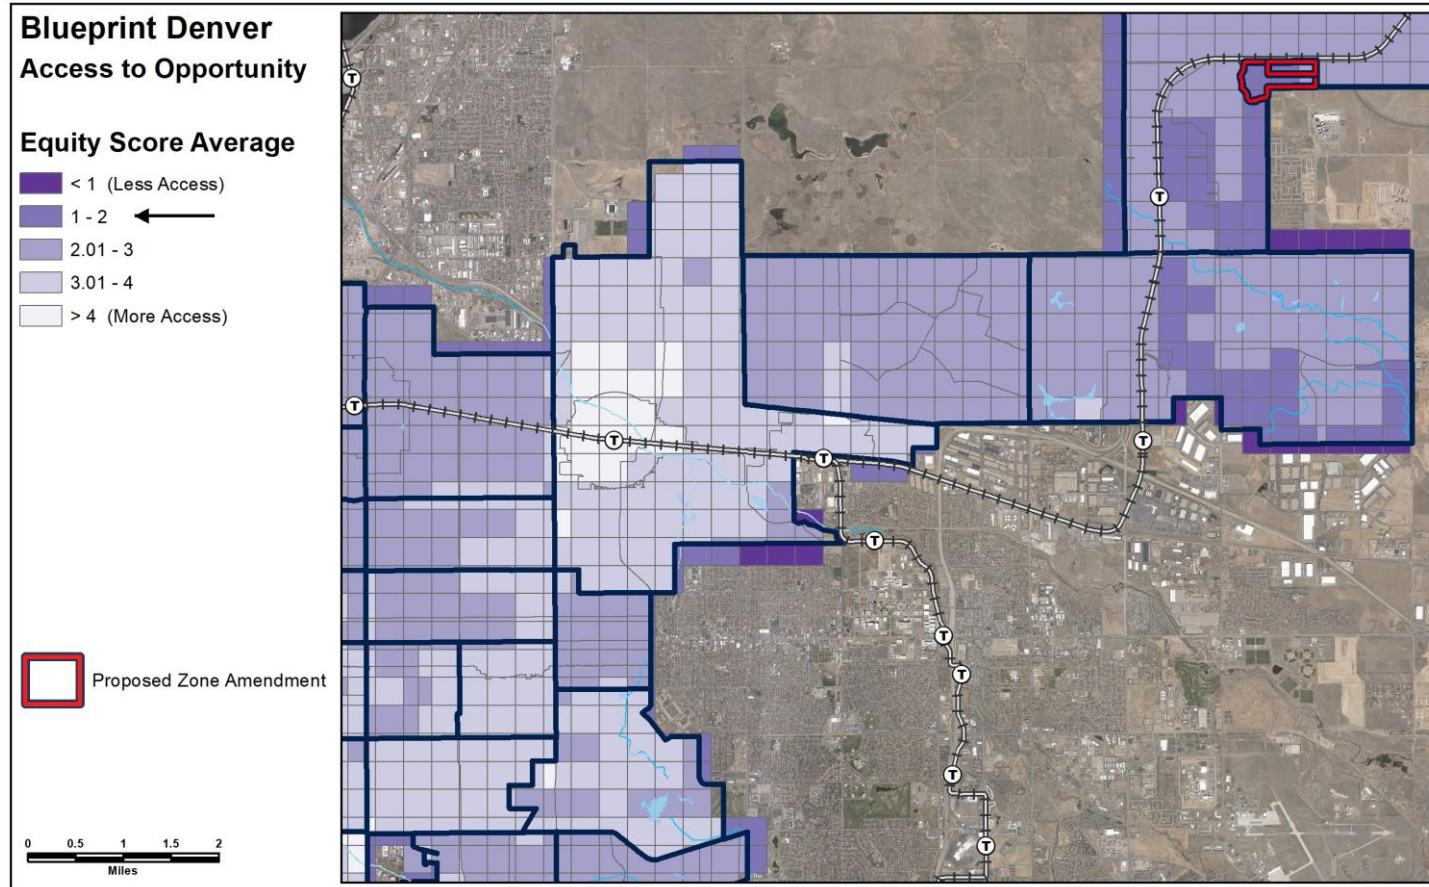 Blueprint Denver
Access to Opportunity
Equity Score Average
< 1 (Less Access)
1 - 2
2.01 - 3
3.01 - 4
> 4 (More Access)
Proposed Zone Amendment
0 0.5 1 1.5 2
Miles
T
T
T
T
T
T
T
T
T
T
T